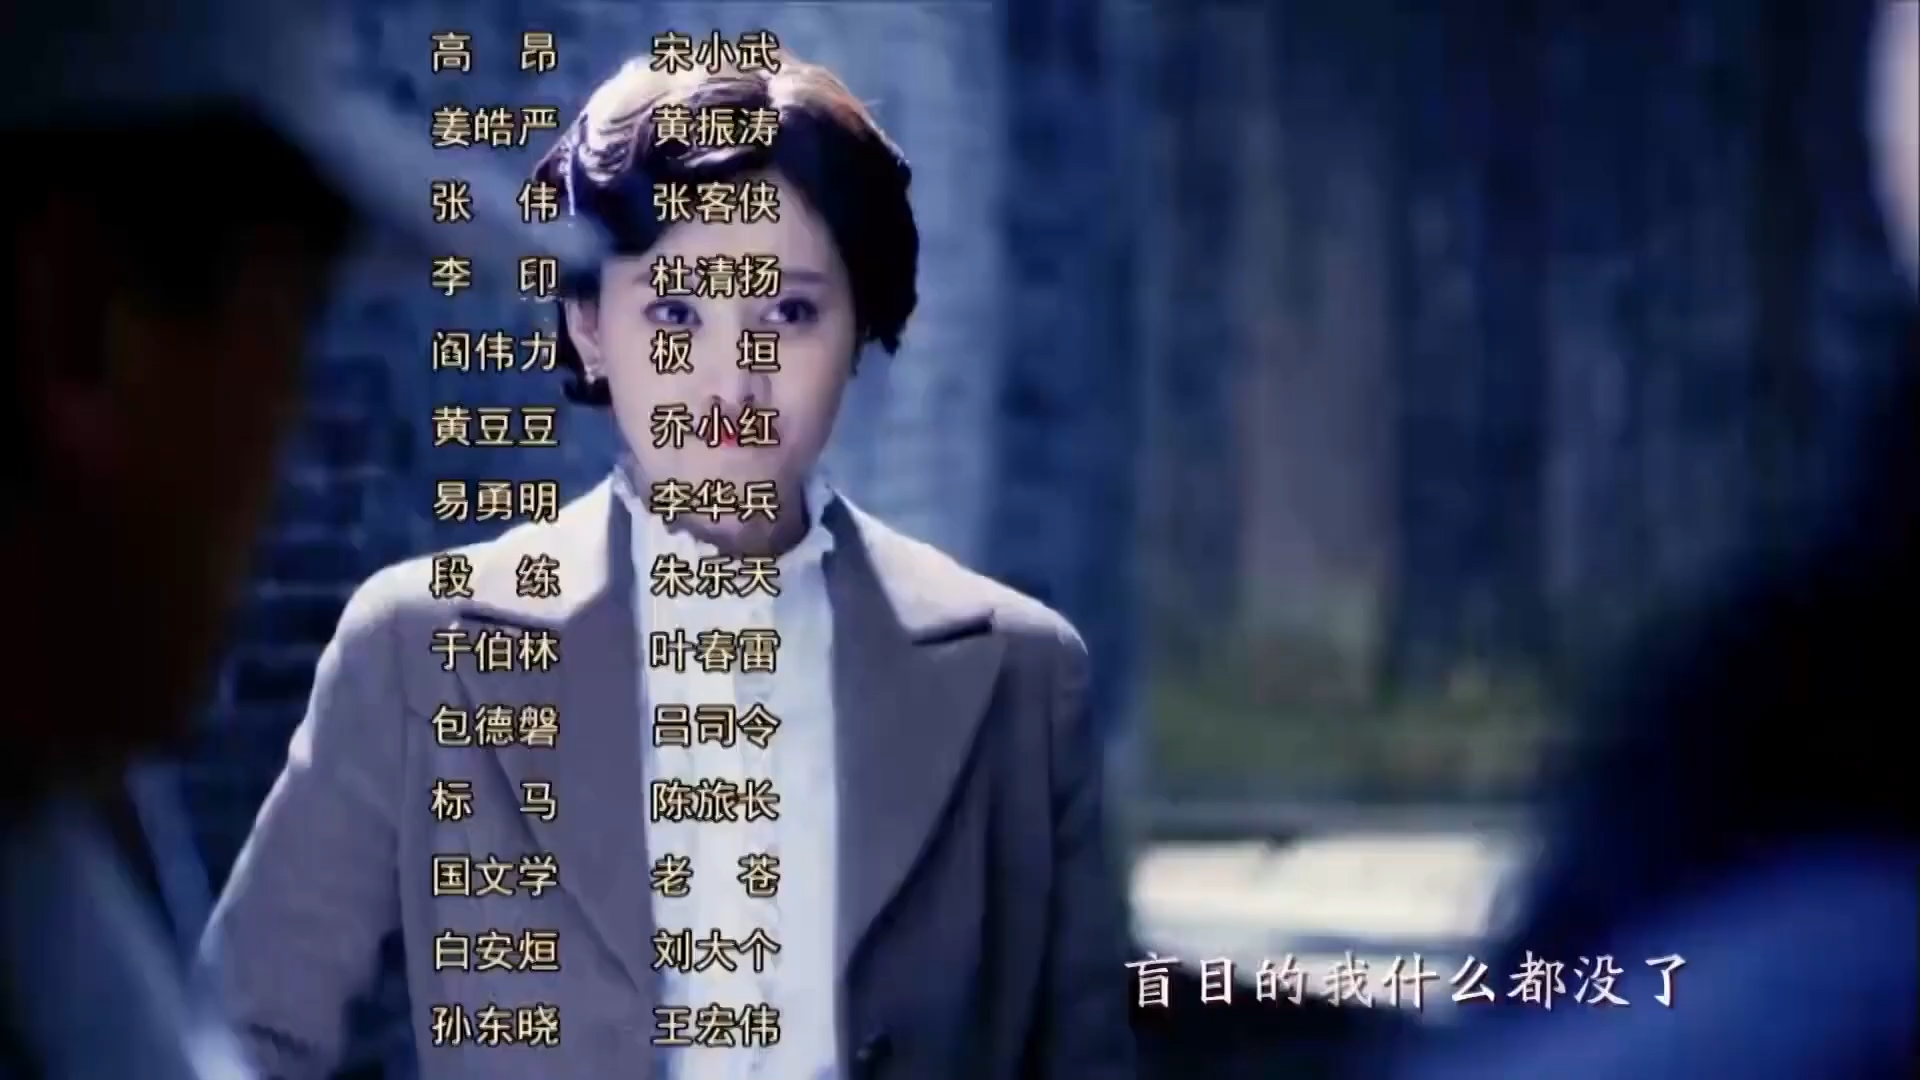 高 昂 宋小武
姜皓严 黄振涛
张 伟 张客侠
李 印 杜清扬
阎伟力 板 垣
黄豆豆 乔小红
易勇明 李华兵
段 练 朱乐天
于伯林 叶春雷
包德磐 吕司令
标 马 陈旅长
国文学 老 苍
白安烜 刘大个
孙东晓 王宏伟
盲目的我什么都没了